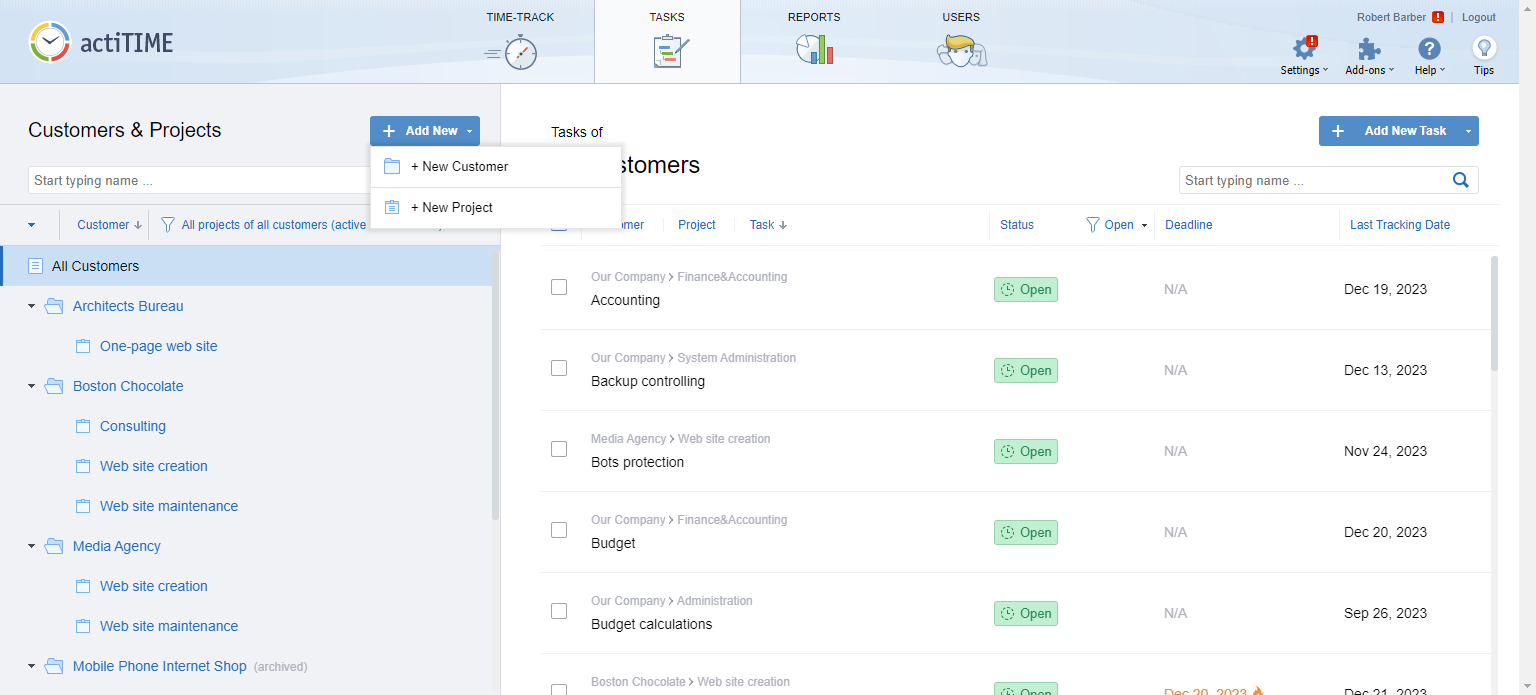 actiTIME
TIME-TRACK
TASKS
REPORTS
USERS
Robert Barber ! | Logout
Settings
Add-ons
Help
Tips
Customers & Projects
+ Add New
+ New Customer
+ New Project
Start typing name ...
Customer ↓
All projects of all customers (active
All Customers
Architects Bureau
One-page web site
Boston Chocolate
Consulting
Web site creation
Web site maintenance
Media Agency
Web site creation
Web site maintenance
Mobile Phone Internet Shop (archived)
Tasks of
stomers
+ Add New Task
Start typing name ...
mer Project Task ↓ Status Open Deadline Last Tracking Date
Our Company > Finance&Accounting
Accounting Open N/A Dec 19, 2023
Our Company > System Administration
Backup controlling Open N/A Dec 13, 2023
Media Agency > Web site creation
Bots protection Open N/A Nov 24, 2023
Our Company > Finance&Accounting
Budget Open N/A Dec 20, 2023
Our Company > Administration
Budget calculations Open N/A Sep 26, 2023
Boston Chocolate > Web site creation
Open Dec 20, 2023 Dec 21, 2023